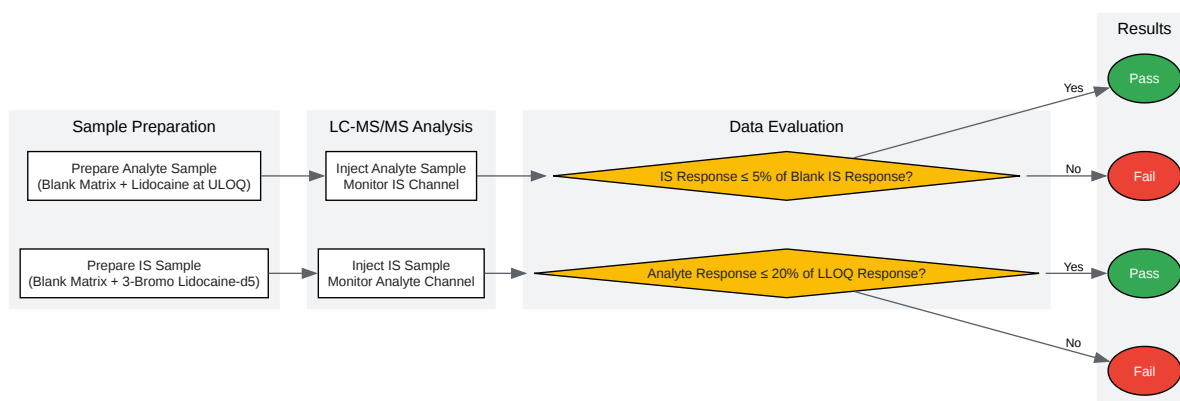 Results
Pass
Yes
Sample Preparation
LC-MS/MS Analysis
Data Evaluation
Prepare Analyte Sample
(Blank Matrix + Lidocaine at ULOQ)
Inject Analyte Sample
Monitor IS Channel
IS Response ≤ 5% of Blank IS Response?
No
Fail
Prepare IS Sample
(Blank Matrix + 3-Bromo Lidocaine-d5)
Inject IS Sample
Monitor Analyte Channel
Analyte Response ≤ 20% of LLOQ Response?
Yes
Pass
No
Fail